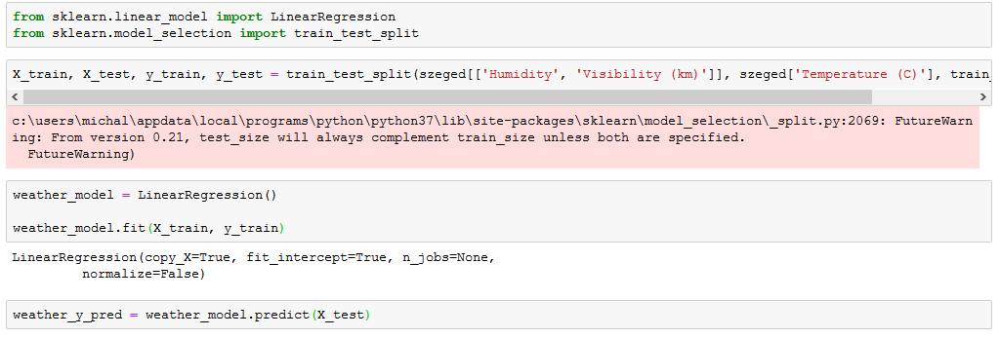 from sklearn.linear_model import LinearRegression
from sklearn.model_selection import train_test_split
X_train, X_test, y_train, y_test = train_test_split(szeged[['Humidity', 'Visibility (km)']], szeged['Temperature (C)'], train_
c:\users\michal\appdata\local\programs\python\python37\lib\site-packages\sklearn\model_selection\_split.py:2069: FutureWarn
ing: From version 0.21, test_size will always complement train_size unless both are specified.
  FutureWarning)
weather_model = LinearRegression()
weather_model.fit(X_train, y_train)
LinearRegression(copy_X=True, fit_intercept=True, n_jobs=None,
         normalize=False)
weather_y_pred = weather_model.predict(X_test)